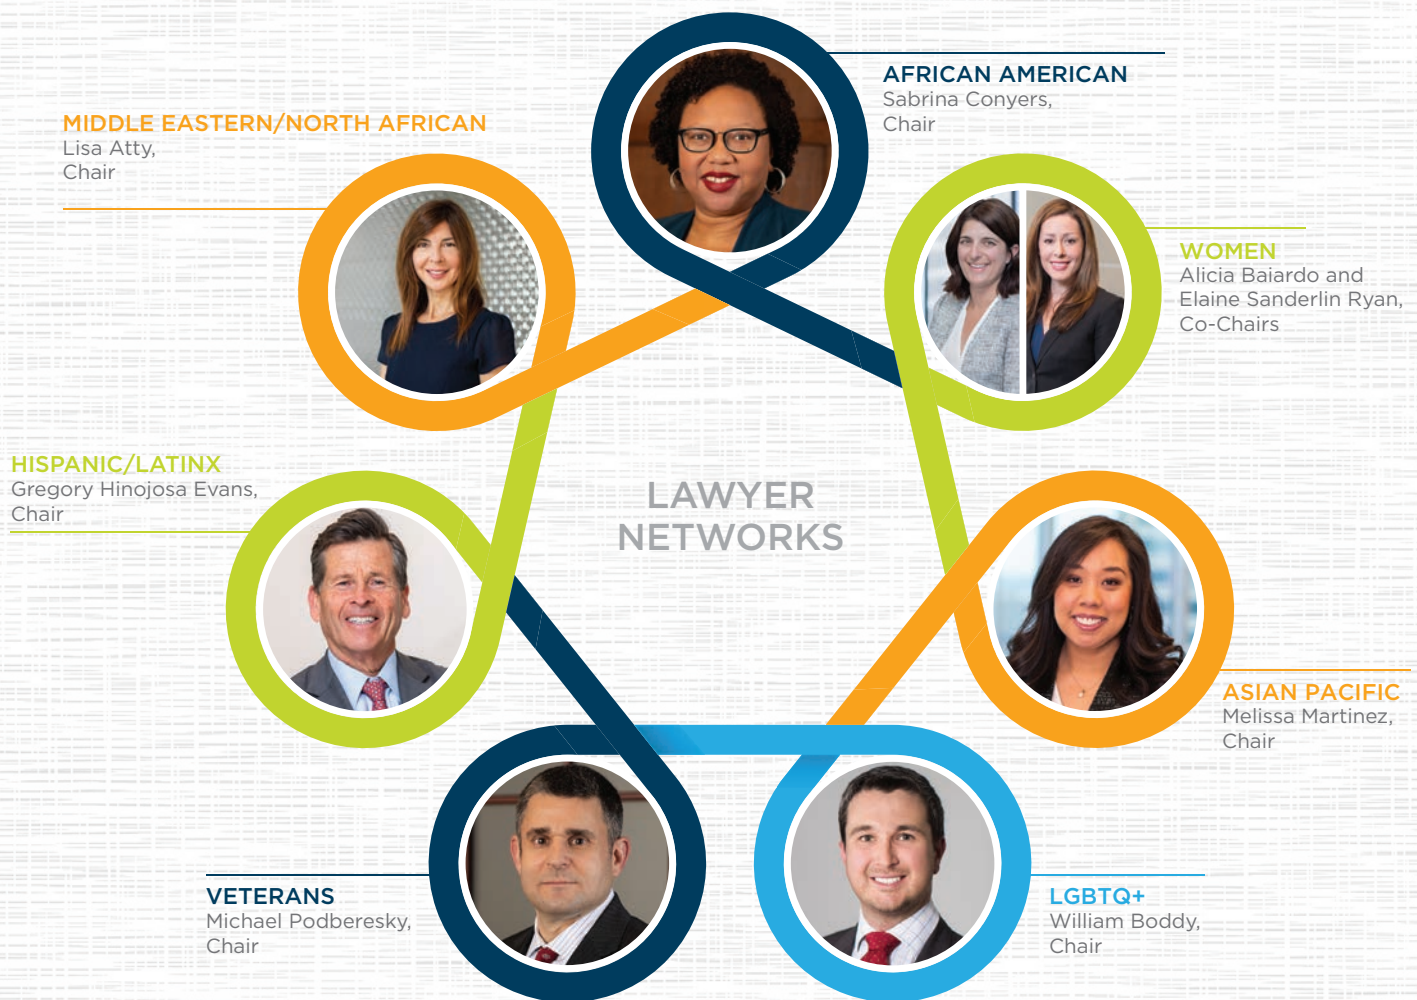 AFRICAN AMERICAN
Sabrina Conyers,
Chair
MIDDLE EASTERN/NORTH AFRICAN
Lisa Atty,
Chair
WOMEN
Alicia Baiardo and
Elaine Sanderlin Ryan,
Co-Chairs
HISPANIC/LATINX
Gregory Hinojosa Evans,
Chair
LAWYER
NETWORKS
ASIAN PACIFIC
Melissa Martinez,
Chair
VETERANS
Michael Podberesky,
Chair
LGBTQ+
William Boddy,
Chair